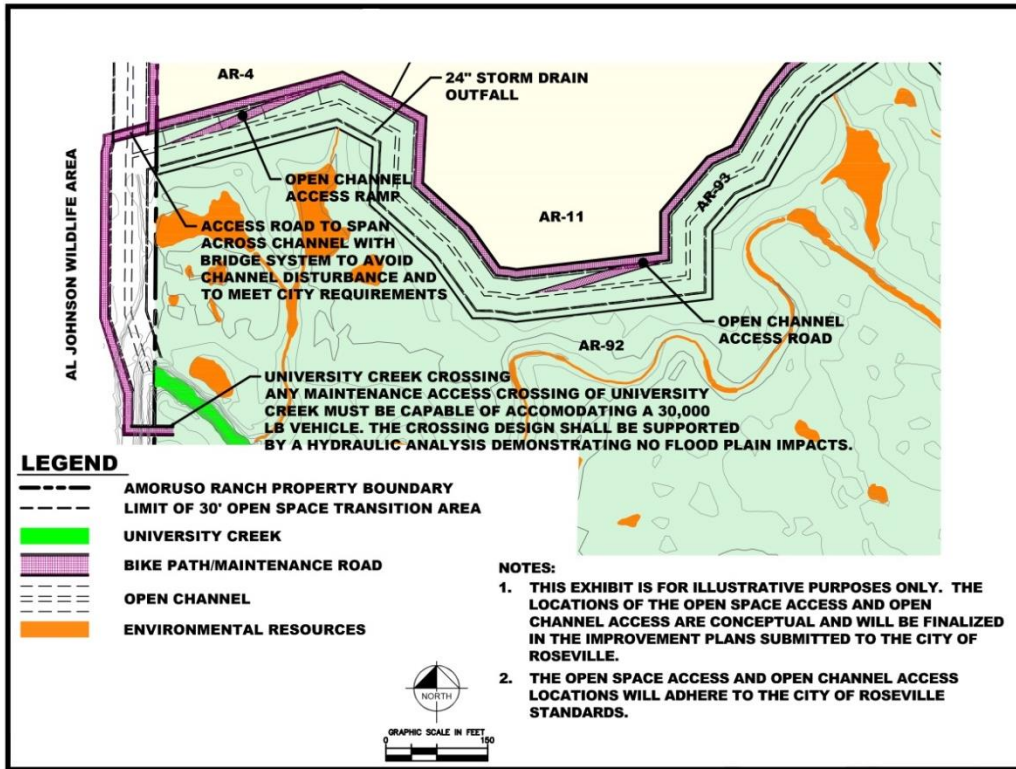 AR-4
24" STORM DRAIN
OUTFALL
AL JOHNSON WILDLIFE AREA
OPEN CHANNEL
ACCESS RAMP
AR-93
AR-11
ACCESS ROAD TO SPAN
ACROSS CHANNEL WITH
BRIDGE SYSTEM TO AVOID
CHANNEL DISTURBANCE AND
TO MEET CITY REQUIREMENTS
OPEN CHANNEL
ACCESS ROAD
AR-92
UNIVERSITY CREEK CROSSING
ANY MAINTENANCE ACCESS CROSSING OF UNIVERSITY
CREEK MUST BE CAPABLE OF ACCOMODATING A 30,000
LB VEHICLE. THE CROSSING DESIGN SHALL BE SUPPORTED
BY A HYDRAULIC ANALYSIS DEMONSTRATING NO FLOOD PLAIN IMPACTS.
LEGEND
AMORUSO RANCH PROPERTY BOUNDARY
LIMIT OF 30' OPEN SPACE TRANSITION AREA
UNIVERSITY CREEK
BIKE PATH/MAINTENANCE ROAD
OPEN CHANNEL
ENVIRONMENTAL RESOURCES
NOTES:
1. THIS EXHIBIT IS FOR ILLUSTRATIVE PURPOSES ONLY. THE
LOCATIONS OF THE OPEN SPACE ACCESS AND OPEN
CHANNEL ACCESS ARE CONCEPTUAL AND WILL BE FINALIZED
IN THE IMPROVEMENT PLANS SUBMITTED TO THE CITY OF
ROSEVILLE.
2. THE OPEN SPACE ACCESS AND OPEN CHANNEL ACCESS
LOCATIONS WILL ADHERE TO THE CITY OF ROSEVILLE
STANDARDS.
NORTH
GRAPHIC SCALE IN FEET
0 150